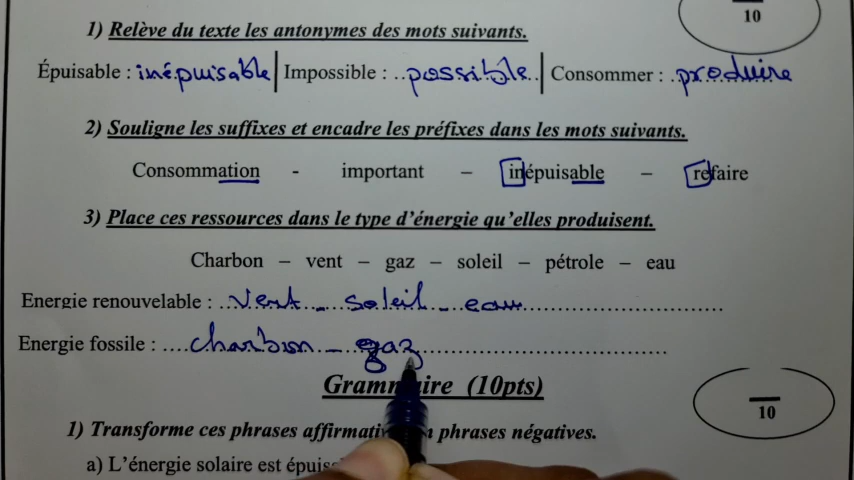 10
1) Relève du texte les antonymes des mots suivants.
Épuisable : inépuisable | Impossible : ..possible.. | Consommer : .produire
2) Souligne les suffixes et encadre les préfixes dans les mots suivants.
Consommation - important – inépuisable – refaire
3) Place ces ressources dans le type d'énergie qu'elles produisent.
Charbon – vent – gaz – soleil – pétrole – eau
Energie renouvelable : vent - soleil - eau
Energie fossile : charbon - gaz
Grammaire (10pts)
10
1) Transforme ces phrases phrases négatives.
a) L'énergie solaire est